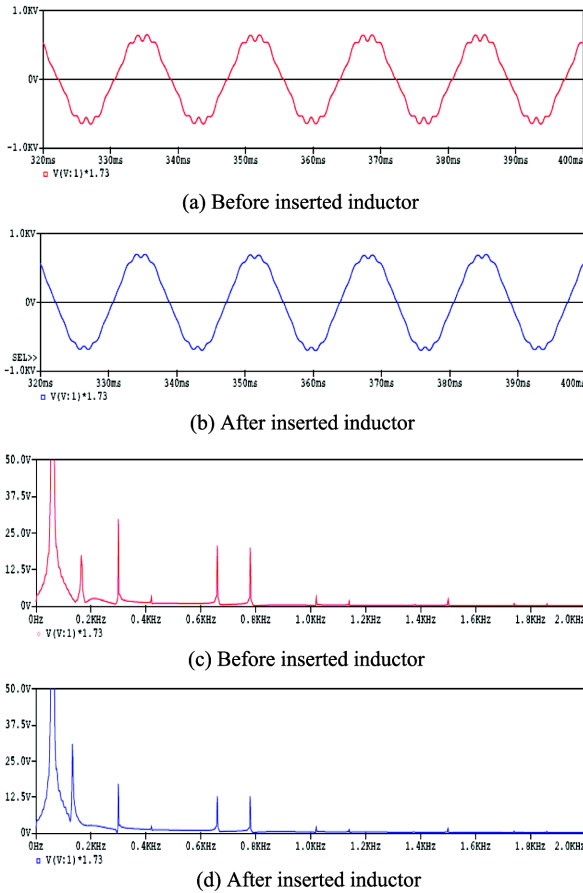 1.0KV
0V
-1.0KV
320ms 330ms 340ms 350ms 360ms 370ms 380ms 390ms 400ms
V(V:1)*1.73
(a) Before inserted inductor
1.0KV
0V
SEL>>
-1.0KV
320ms 330ms 340ms 350ms 360ms 370ms 380ms 390ms 400ms
V(V:1)*1.73
(b) After inserted inductor
50.0V
37.5V
25.0V
12.5V
0V
0Hz 0.2KHz 0.4KHz 0.6KHz 0.8KHz 1.0KHz 1.2KHz 1.4KHz 1.6KHz 1.8KHz 2.0KHz
V(V:1)*1.73
(c) Before inserted inductor
50.0V
37.5V
25.0V
12.5V
0V
0Hz 0.2KHz 0.4KHz 0.6KHz 0.8KHz 1.0KHz 1.2KHz 1.4KHz 1.6KHz 1.8KHz 2.0KHz
V(V:1)*1.73
(d) After inserted inductor